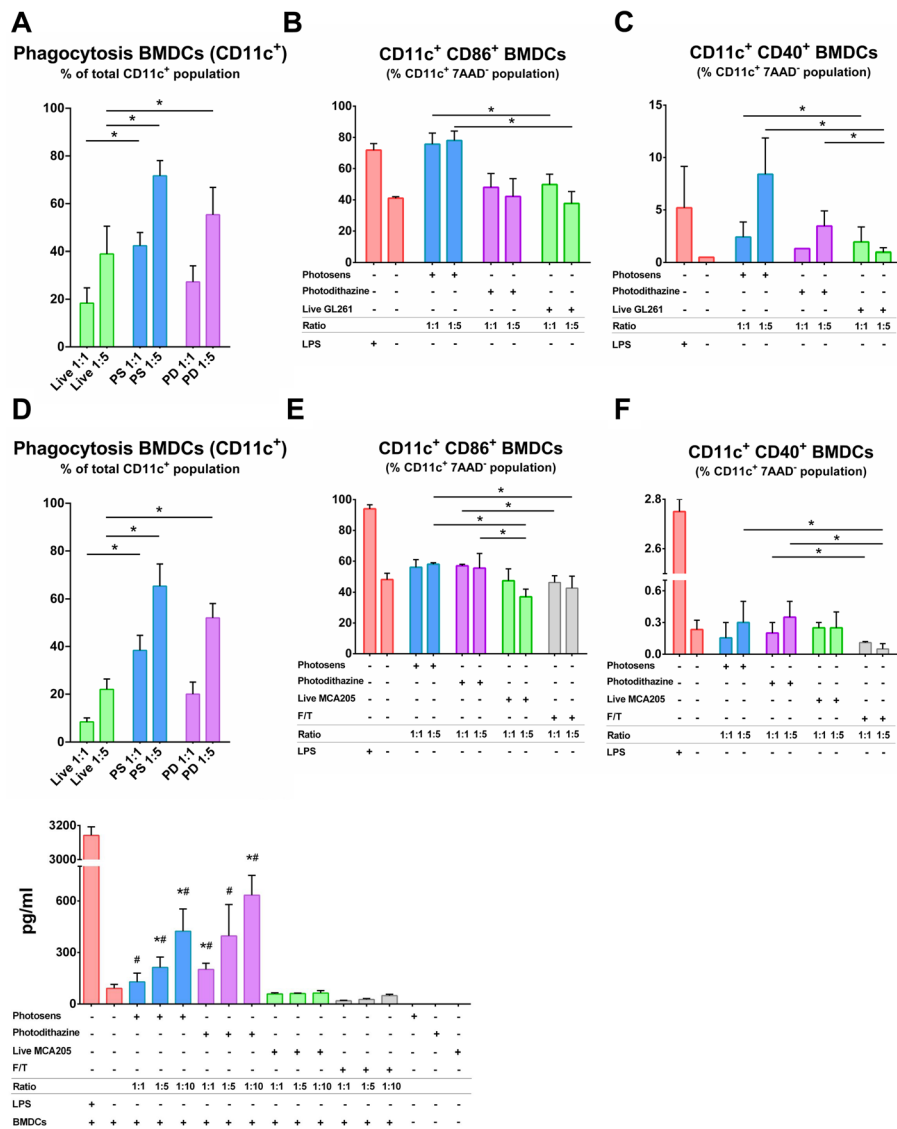 A
Phagocytosis BMDCs (CD11c+)
% of total CD11c+ population
100
80
60
40
20
0
*
*
*
Live 1:1
Live 1:5
PS 1:1
PS 1:5
PD 1:1
PD 1:5
B
CD11c+ CD86+ BMDCs
(% CD11c+ 7AAD- population)
100
80
60
40
20
0
*
*
Photosens - - + + - - - -
Photodithazine - - - - + + - -
Live GL261 - - - - - - + +
Ratio 1:1 1:5 1:1 1:5 1:1 1:5
LPS + - - - - - - -
C
CD11c+ CD40+ BMDCs
(% CD11c+ 7AAD- population)
15
10
5
0
*
*
*
Photosens - - + + - - - -
Photodithazine - - - - + + - -
Live GL261 - - - - - - + +
Ratio 1:1 1:5 1:1 1:5 1:1 1:5
LPS + - - - - - - -
D
Phagocytosis BMDCs (CD11c+)
% of total CD11c+ population
100
80
60
40
20
0
*
*
*
Live 1:1
Live 1:5
PS 1:1
PS 1:5
PD 1:1
PD 1:5
E
CD11c+ CD86+ BMDCs
(% CD11c+ 7AAD- population)
100
80
60
40
20
0
*
*
*
*
Photosens - - + + - - - - - -
Photodithazine - - - - + + - - - -
Live MCA205 - - - - - - + + - -
F/T - - - - - - - - + +
Ratio 1:1 1:5 1:1 1:5 1:1 1:5 1:1 1:5
LPS + - - - - - - - - -
F
CD11c+ CD40+ BMDCs
(% CD11c+ 7AAD- population)
2.8
2.6
0.6
0.3
0.0
*
*
*
Photosens - - + + - - - - - -
Photodithazine - - - - + + - - - -
Live MCA205 - - - - - - + + - -
F/T - - - - - - - - + +
Ratio 1:1 1:5 1:1 1:5 1:1 1:5 1:1 1:5
LPS + - - - - - - - - -
pg/ml
3200
3000
600
300
0
# *# *# *# # *#
Photosens - - + + + - - - - - - - - - + - -
Photodithazine - - - - - + + + - - - - - - - + -
Live MCA205 - - - - - - - - + + + - - - - - +
F/T - - - - - - - - - - - + + + - - -
Ratio 1:1 1:5 1:10 1:1 1:5 1:10 1:1 1:5 1:10 1:1 1:5 1:10
LPS + - - - - - - - - - - - - - - - -
BMDCs + + + + + + + + + + + + + + - - -